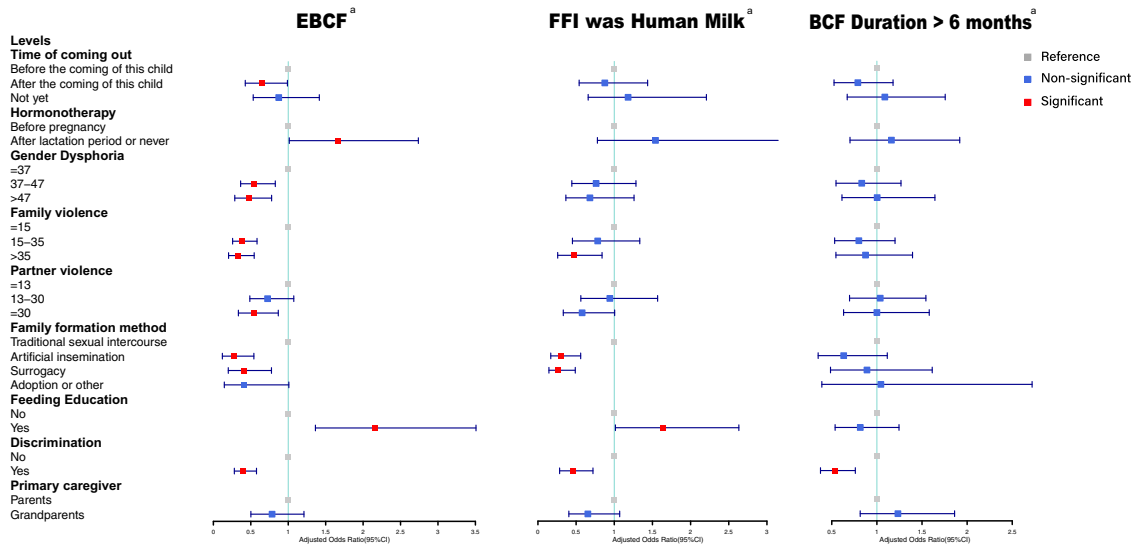 EBCF a
FFI was Human Milk a
BCF Duration > 6 months a
Levels
Time of coming out
Before the coming of this child
After the coming of this child
Not yet
Hormonotherapy
Before pregnancy
After lactation period or never
Gender Dysphoria
=37
37–47
>47
Family violence
=15
15–35
>35
Partner violence
=13
13–30
=30
Family formation method
Traditional sexual intercourse
Artificial insemination
Surrogacy
Adoption or other
Feeding Education
No
Yes
Discrimination
No
Yes
Primary caregiver
Parents
Grandparents
Reference
Non-significant
Significant
0 0.5 1 1.5 2 2.5 3 3.5
Adjusted Odds Ratio(95%CI)
0 0.5 1 1.5 2 2.5 3
Adjusted Odds Ratio(95%CI)
0.5 1 1.5 2 2.5
Adjusted Odds Ratio(95%CI)